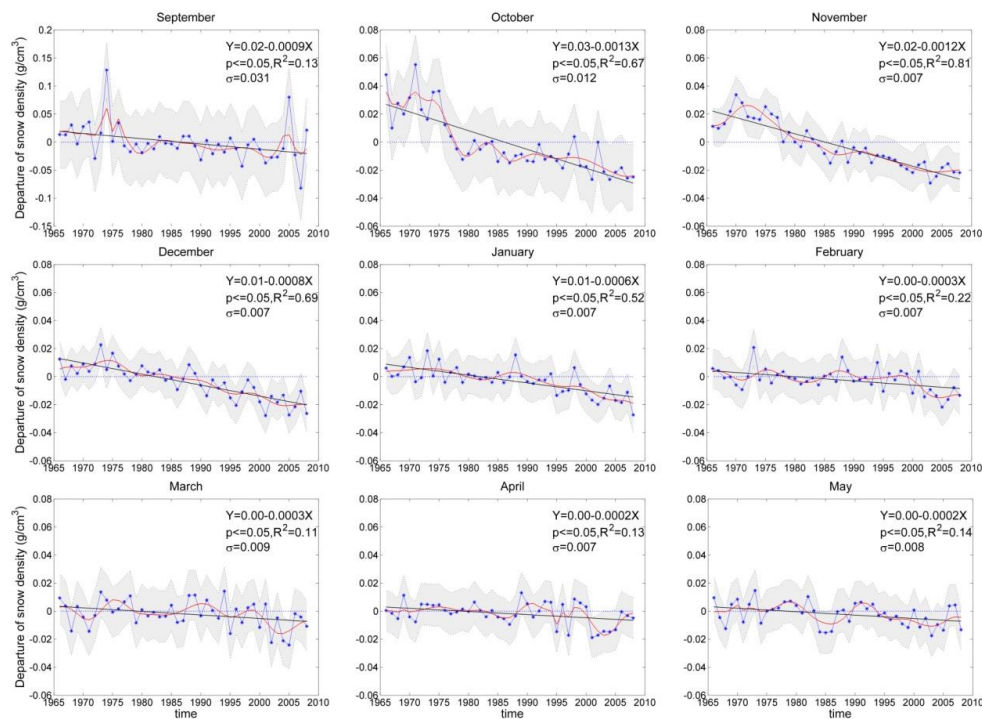 September
Departure of snow density (g/cm³)
0.2
0.15
0.1
0.05
0
-0.05
-0.1
-0.15
Y=0.02-0.0009X
p<=0.05,R²=0.13
σ=0.031
1965 1970 1975 1980 1985 1990 1995 2000 2005 2010
October
0.08
0.06
0.04
0.02
0
-0.02
-0.04
-0.06
Y=0.03-0.0013X
p<=0.05,R²=0.67
σ=0.012
1965 1970 1975 1980 1985 1990 1995 2000 2005 2010
November
0.08
0.06
0.04
0.02
0
-0.02
-0.04
-0.06
Y=0.02-0.0012X
p<=0.05,R²=0.81
σ=0.007
1965 1970 1975 1980 1985 1990 1995 2000 2005 2010
December
Departure of snow density (g/cm³)
0.08
0.06
0.04
0.02
0
-0.02
-0.04
-0.06
Y=0.01-0.0008X
p<=0.05,R²=0.69
σ=0.007
1965 1970 1975 1980 1985 1990 1995 2000 2005 2010
January
0.08
0.06
0.04
0.02
0
-0.02
-0.04
-0.06
Y=0.01-0.0006X
p<=0.05,R²=0.52
σ=0.007
1965 1970 1975 1980 1985 1990 1995 2000 2005 2010
February
0.08
0.06
0.04
0.02
0
-0.02
-0.04
-0.06
Y=0.00-0.0003X
p<=0.05,R²=0.22
σ=0.007
1965 1970 1975 1980 1985 1990 1995 2000 2005 2010
March
Departure of snow density (g/cm³)
0.08
0.06
0.04
0.02
0
-0.02
-0.04
-0.06
Y=0.00-0.0003X
p<=0.05,R²=0.11
σ=0.009
1965 1970 1975 1980 1985 1990 1995 2000 2005 2010
time
April
0.08
0.06
0.04
0.02
0
-0.02
-0.04
-0.06
Y=0.00-0.0002X
p<=0.05,R²=0.13
σ=0.007
1965 1970 1975 1980 1985 1990 1995 2000 2005 2010
time
May
0.08
0.06
0.04
0.02
0
-0.02
-0.04
-0.06
Y=0.00-0.0002X
p<=0.05,R²=0.14
σ=0.008
1965 1970 1975 1980 1985 1990 1995 2000 2005 2010
time